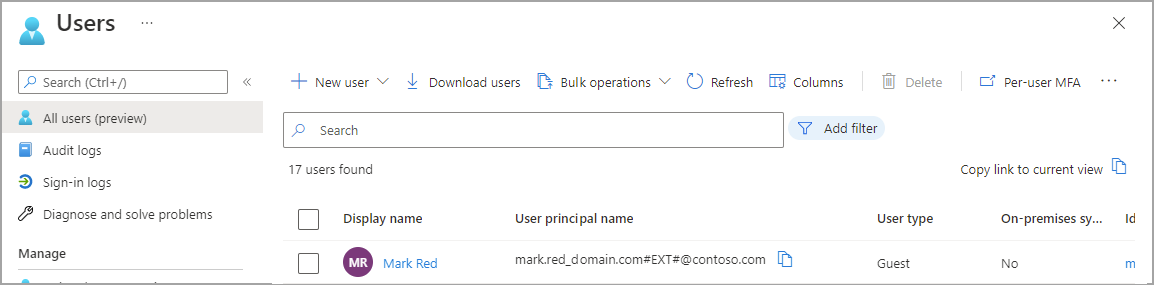 Users ...
Search (Ctrl+/) «
New user Download users Bulk operations Refresh Columns Delete Per-user MFA ...
All users (preview)
Audit logs
Sign-in logs
Diagnose and solve problems
Manage
Search Add filter
17 users found Copy link to current view
Display name User principal name User type On-premises sy... Id
MR Mark Red mark.red_domain.com#EXT#@contoso.com Guest No m